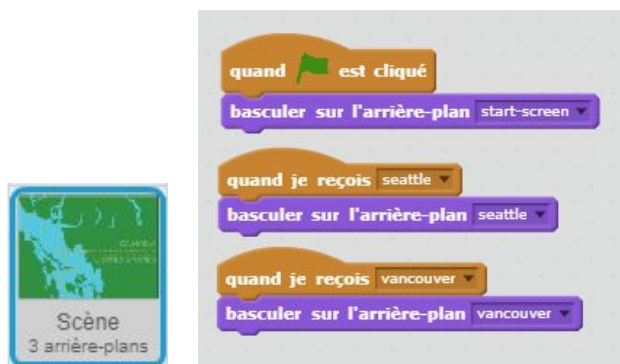 quand est cliqué
basculer sur l'arrière-plan start-screen
quand je reçois seattle
basculer sur l'arrière-plan seattle
quand je reçois vancouver
basculer sur l'arrière-plan vancouver
CANADA
Scène
3 arrière-plans